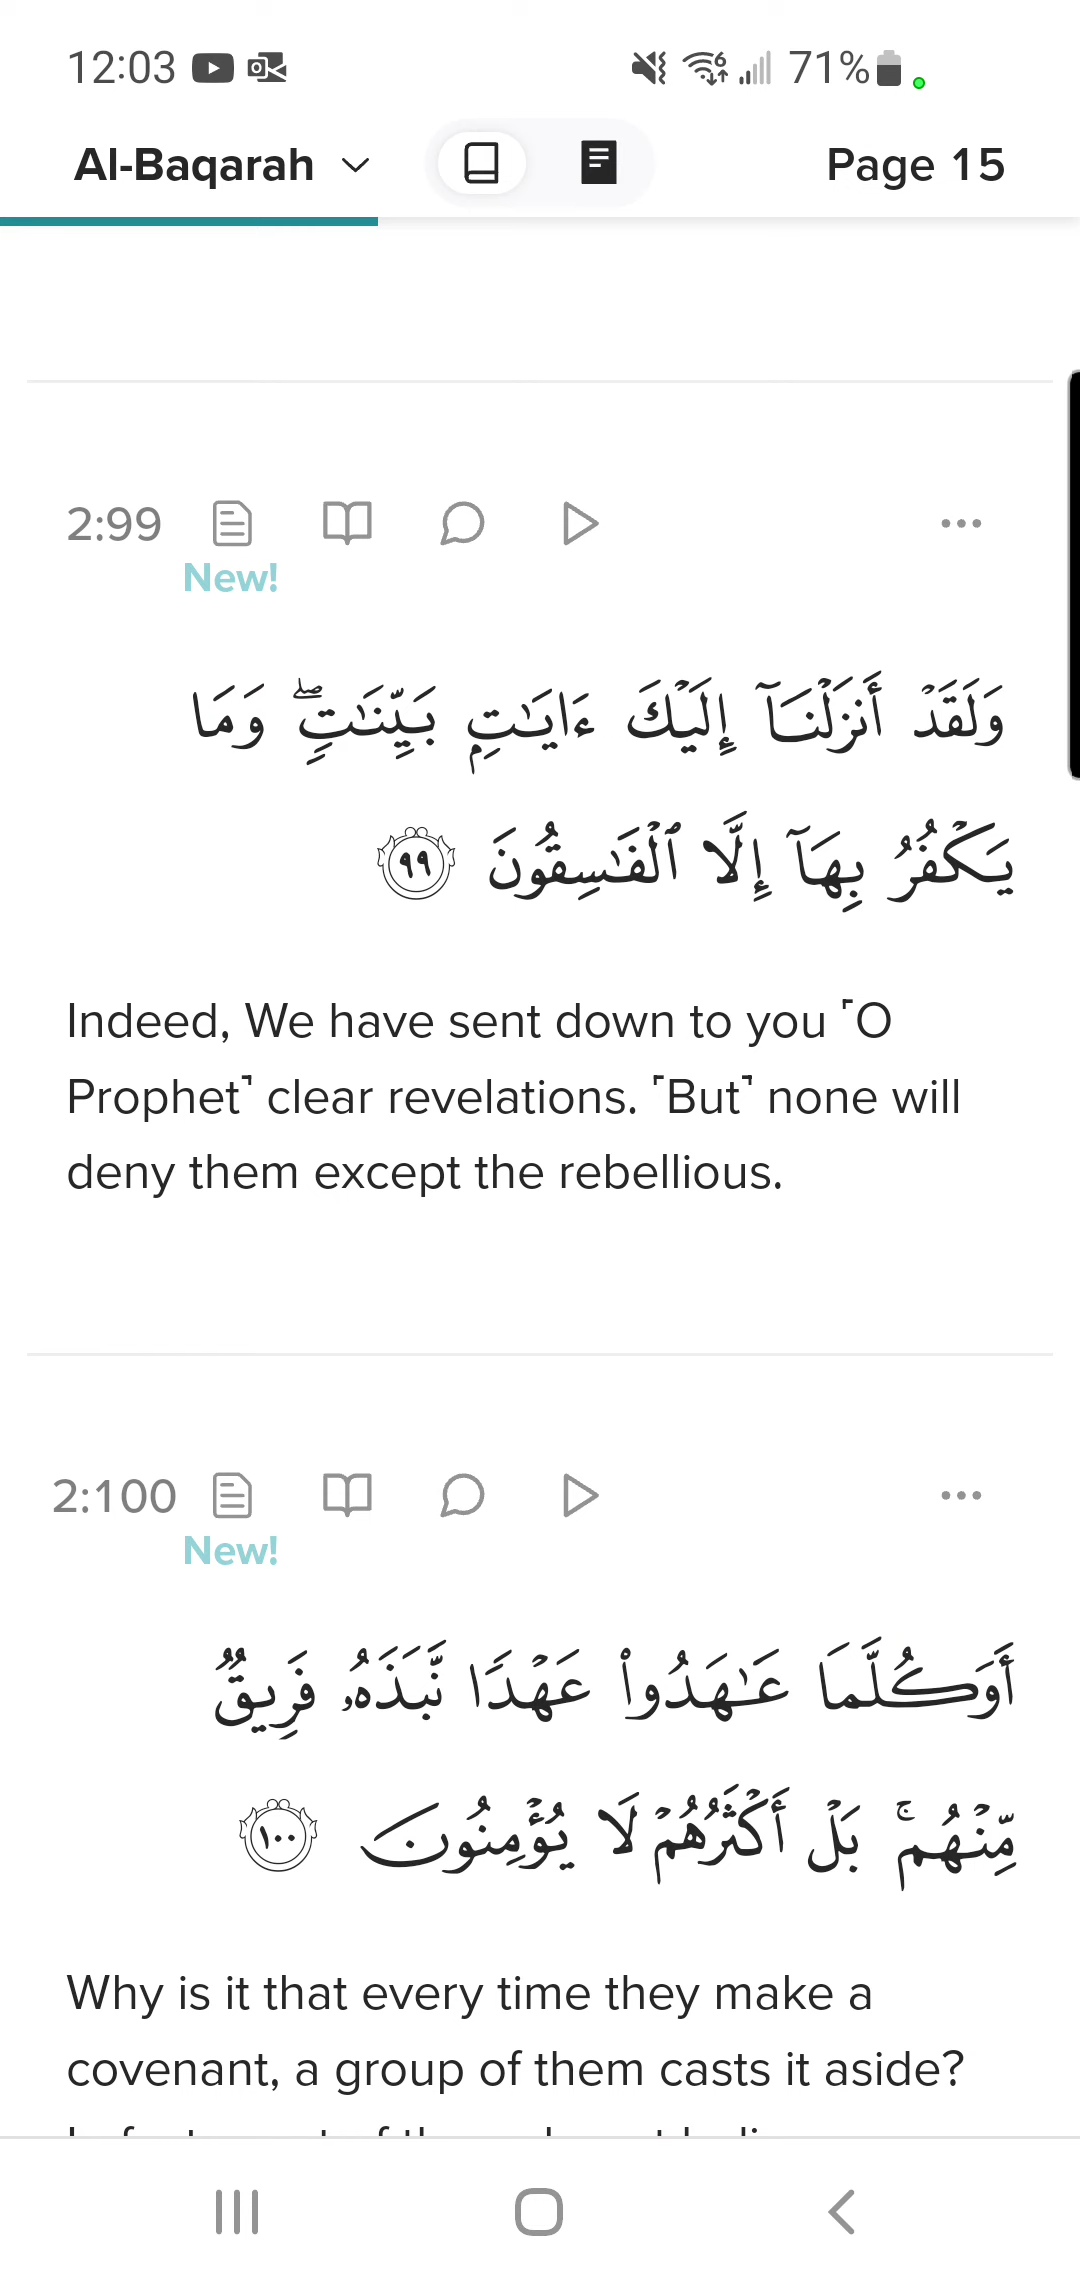 12:03 71%
Al-Baqarah Page 15
2:99
New!
وَلَقَدْ أَنزَلْنَآ إِلَيْكَ ءَايَـٰتٍۭ بَيِّنَـٰتٍۢ ۖ وَمَا
يَكْفُرُ بِهَآ إِلَّا ٱلْفَـٰسِقُونَ ٩٩
Indeed, We have sent down to you ˹O
Prophet˺ clear revelations. ˹But˺ none will
deny them except the rebellious.
2:100
New!
أَوَكُلَّمَا عَـٰهَدُوا۟ عَهْدًۭا نَّبَذَهُۥ فَرِيقٌۭ
مِّنْهُم ۚ بَلْ أَكْثَرُهُمْ لَا يُؤْمِنُونَ ١٠٠
Why is it that every time they make a
covenant, a group of them casts it aside?